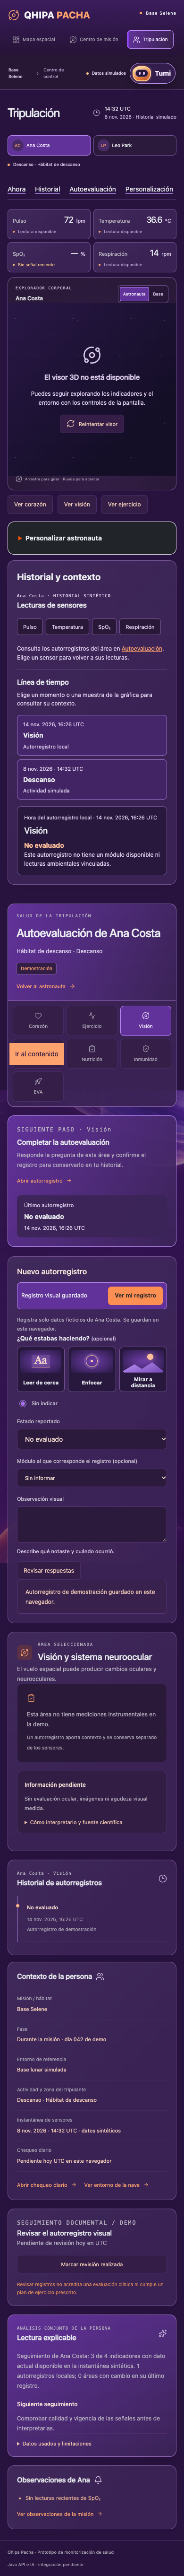 QHIPA PACHA
Base Selene
Mapa espacial
Centro de misión
Tripulación
Base Selene
Centro de control
Datos simulados
Tumi
Tripulación
14:32 UTC
8 nov. 2026 · Historial simulado
AC Ana Costa
LP Leo Park
Descanso · Hábitat de descanso
Ahora Historial Autoevaluación Personalización
Pulso 72 lpm
Lectura disponible
Temperatura 36.6 °C
Lectura disponible
SpO₂ — %
Sin señal reciente
Respiración 14 rpm
Lectura disponible
EXPLORADOR CORPORAL
Ana Costa
Astronauta Base
El visor 3D no está disponible
Puedes seguir explorando los indicadores y el
entorno con los controles de la pantalla.
Reintentar visor
Arrastra para girar · Rueda para acercar
Ver corazón
Ver visión
Ver ejercicio
Personalizar astronauta
Historial y contexto
Ana Costa · HISTORIAL SINTÉTICO
Lecturas de sensores
Pulso Temperatura SpO₂ Respiración
Consulta los autorregistros del área en Autoevaluación.
Elige un sensor para volver a sus lecturas.
Línea de tiempo
Elige un momento o una muestra de la gráfica para
consultar su contexto.
14 nov. 2026, 16:26 UTC
Visión
Autorregistro local
8 nov. 2026 · 14:32 UTC
Descanso
Actividad simulada
Hora del autorregistro local · 14 nov. 2026, 16:26 UTC
Visión
No evaluado
Este autorregistro no tiene un módulo disponible ni
lecturas ambientales vinculadas.
SALUD DE LA TRIPULACIÓN
Autoevaluación de Ana Costa
Hábitat de descanso · Descanso
Demostración
Volver al astronauta
Corazón
Ejercicio
Visión
Ir al contenido
Nutrición
Inmunidad
EVA
SIGUIENTE PASO · Visión
Completar la autoevaluación
Responde la pregunta de esta área y confirma el
registro para conservarlo en tu historial.
Abrir autorregistro
Último autorregistro
No evaluado
14 nov. 2026, 16:26 UTC
Nuevo autorregistro
Registro visual guardado
Ver mi registro
Registra solo datos ficticios de Ana Costa. Se guardan en
este navegador.
¿Qué estabas haciendo? (opcional)
Aa
Leer de cerca
Enfocar
Mirar a distancia
Sin indicar
Estado reportado
No evaluado
Módulo al que corresponde el registro (opcional)
Sin informar
Observación visual
Describe qué notaste y cuándo ocurrió.
Revisar respuestas
Autorregistro de demostración guardado en este
navegador.
ÁREA SELECCIONADA
Visión y sistema neuroocular
El vuelo espacial puede producir cambios oculares y
neurooculares.
Esta área no tiene mediciones instrumentales en
la demo.
Un autorregistro aporta contexto y se conserva separado
de los sensores.
Información pendiente
Sin evaluación ocular, imágenes ni agudeza visual
medida.
Cómo interpretarlo y fuente científica
Ana Costa · Visión
Historial de autorregistros
No evaluado
14 nov. 2026, 16:26 UTC.
Autorregistro de demostración
Contexto de la persona
Misión / hábitat
Base Selene
Fase
Durante la misión · día 042 de demo
Entorno de referencia
Base lunar simulada
Actividad y zona del tripulante
Descanso · Hábitat de descanso
Instantánea de sensores
8 nov. 2026 · 14:32 UTC · datos sintéticos
Chequeo diario
Pendiente hoy UTC en este navegador
Abrir chequeo diario
Ver entorno de la nave
SEGUIMIENTO DOCUMENTAL / DEMO
Revisar el autorregistro visual
Pendiente de revisión hoy en UTC
Marcar revisión realizada
Revisar registros no acredita una evaluación clínica ni cumple un
plan de ejercicio prescrito.
ANÁLISIS CONJUNTO DE LA PERSONA
Lectura explicable
Seguimiento de Ana Costa: 3 de 4 indicadores con dato
actual disponible en la instantánea sintética. 1
autorregistros locales; 0 áreas con cambio en su último
registro.
Siguiente seguimiento
Comprobar calidad y vigencia de las señales antes de
interpretarlas.
Datos usados y limitaciones
Observaciones de Ana
Sin lecturas recientes de SpO₂
Ver observaciones de la misión
Qhipa Pacha · Prototipo de monitorización de salud
Java API e IA · Integración pendiente